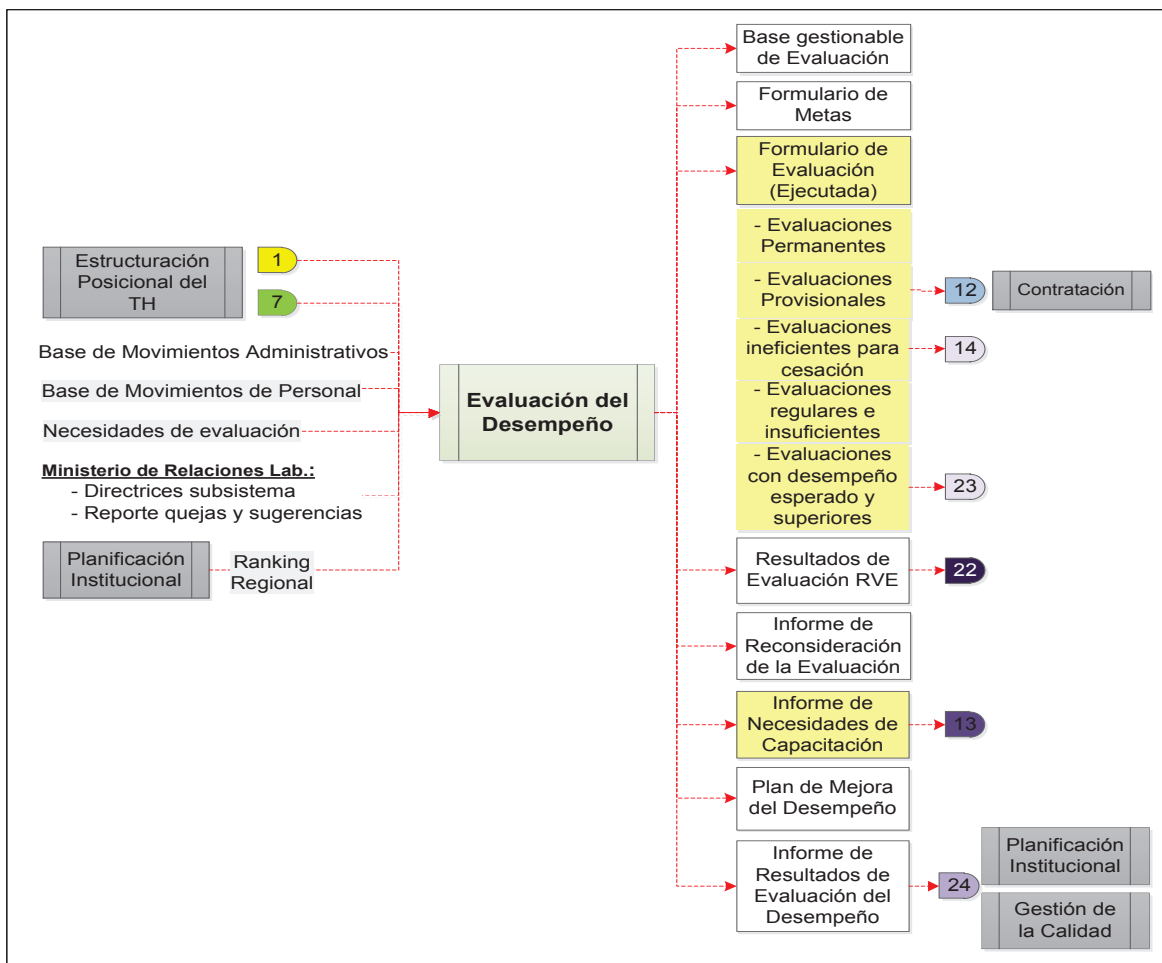 Estructuración
Posicional del
TH
1
7
Base de Movimientos Administrativos
Base de Movimientos de Personal
Necesidades de evaluación
Ministerio de Relaciones Lab.:
- Directrices subsistema
- Reporte quejas y sugerencias
Planificación
Institucional
Ranking
Regional
Evaluación del
Desempeño
Base gestionable
de Evaluación
Formulario de
Metas
Formulario de
Evaluación
(Ejecutada)
- Evaluaciones
Permanentes
- Evaluaciones
Provisionales
12
Contratación
- Evaluaciones
ineficientes para
cesación
14
- Evaluaciones
regulares e
insuficientes
- Evaluaciones
con desempeño
esperado y
superiores
23
Resultados de
Evaluación RVE
22
Informe de
Reconsideración
de la Evaluación
Informe de
Necesidades de
Capacitación
13
Plan de Mejora
del Desempeño
Informe de
Resultados de
Evaluación del
Desempeño
24
Planificación
Institucional
Gestión de
la Calidad